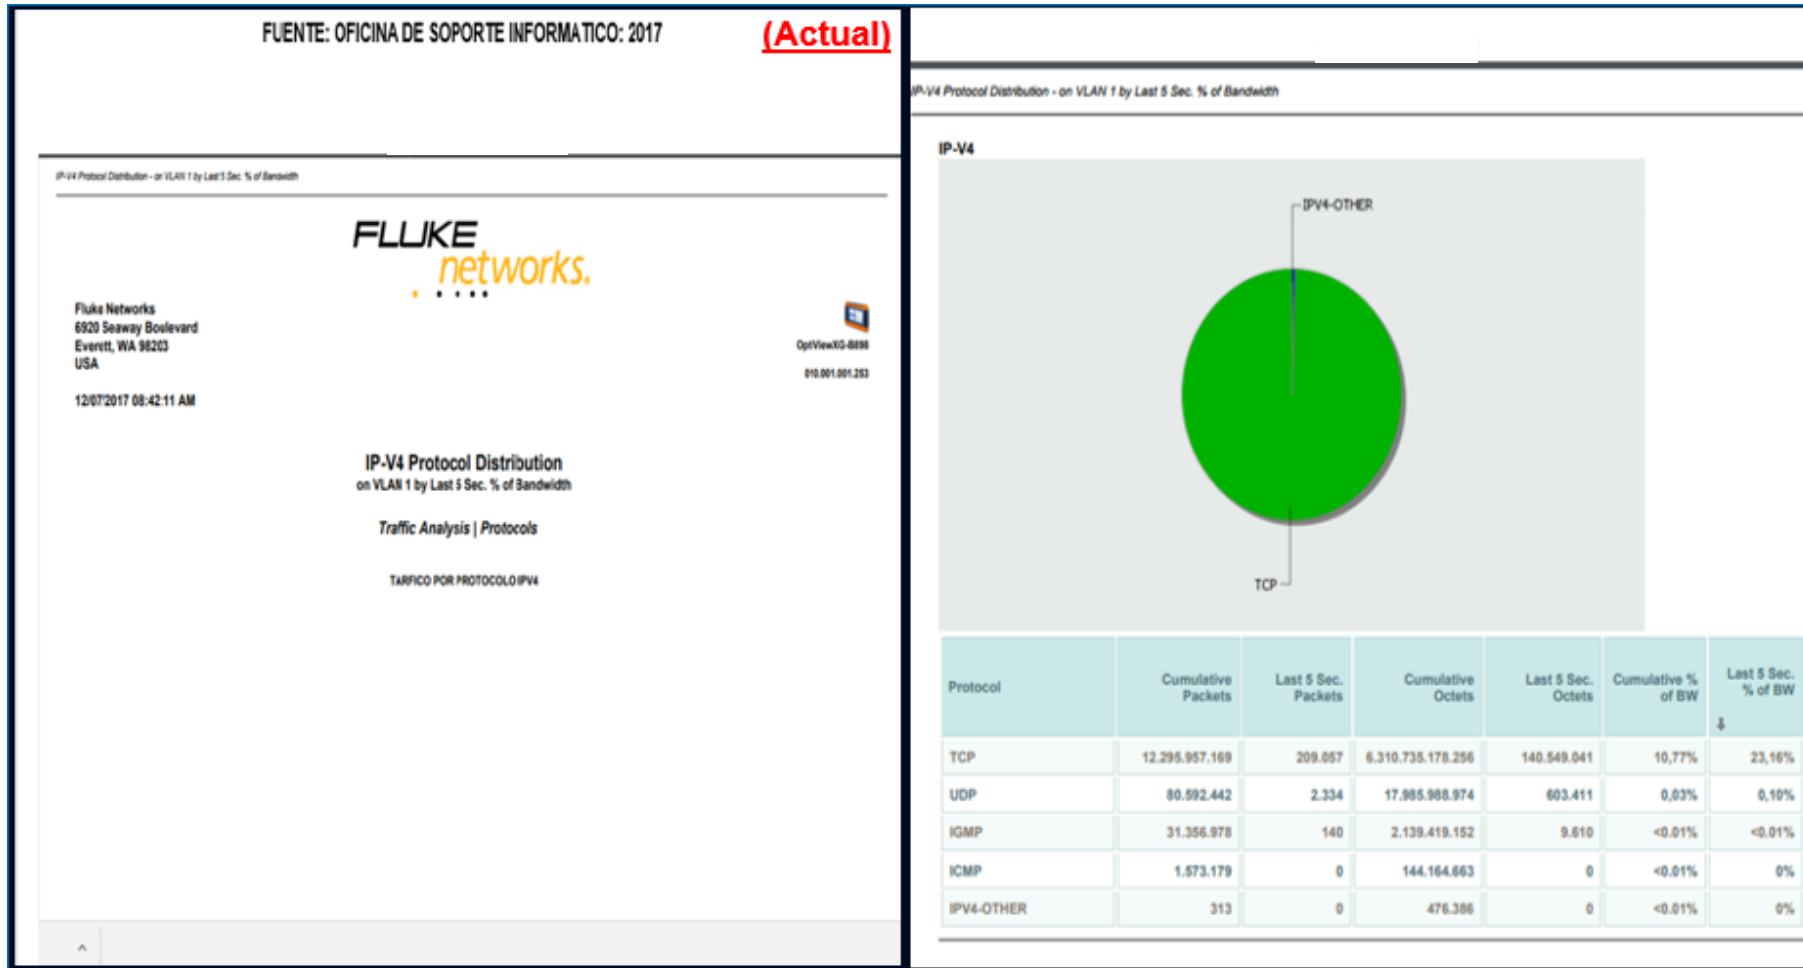 FUENTE: OFICINA DE SOPORTE INFORMATICO: 2017
(Actual)
IP-V4 Protocol Distribution - on VLAN 1 by Last 5 Sec. % of Bandwidth
FLUKE
networks.
Fluke Networks
6920 Seaway Boulevard
Everett, WA 98203
USA
OptViewXG-B898
010.001.001.253
12/07/2017 08:42:11 AM
IP-V4 Protocol Distribution
on VLAN 1 by Last 5 Sec. % of Bandwidth
Traffic Analysis | Protocols
TARFICO POR PROTOCOLO IPV4
IP-V4 Protocol Distribution - on VLAN 1 by Last 5 Sec. % of Bandwidth
IP-V4
IPV4-OTHER
TCP
Protocol Cumulative Packets Last 5 Sec. Packets Cumulative Octets Last 5 Sec. Octets Cumulative % of BW Last 5 Sec. % of BW
TCP 12.295.957.169 209.057 6.310.735.178.256 140.549.041 10,77% 23,16%
UDP 80.592.442 2.334 17.985.988.974 603.411 0,03% 0,10%
IGMP 31.356.978 140 2.139.419.152 9.610 <0.01% <0.01%
ICMP 1.573.179 0 144.164.663 0 <0.01% 0%
IPV4-OTHER 313 0 476.386 0 <0.01% 0%